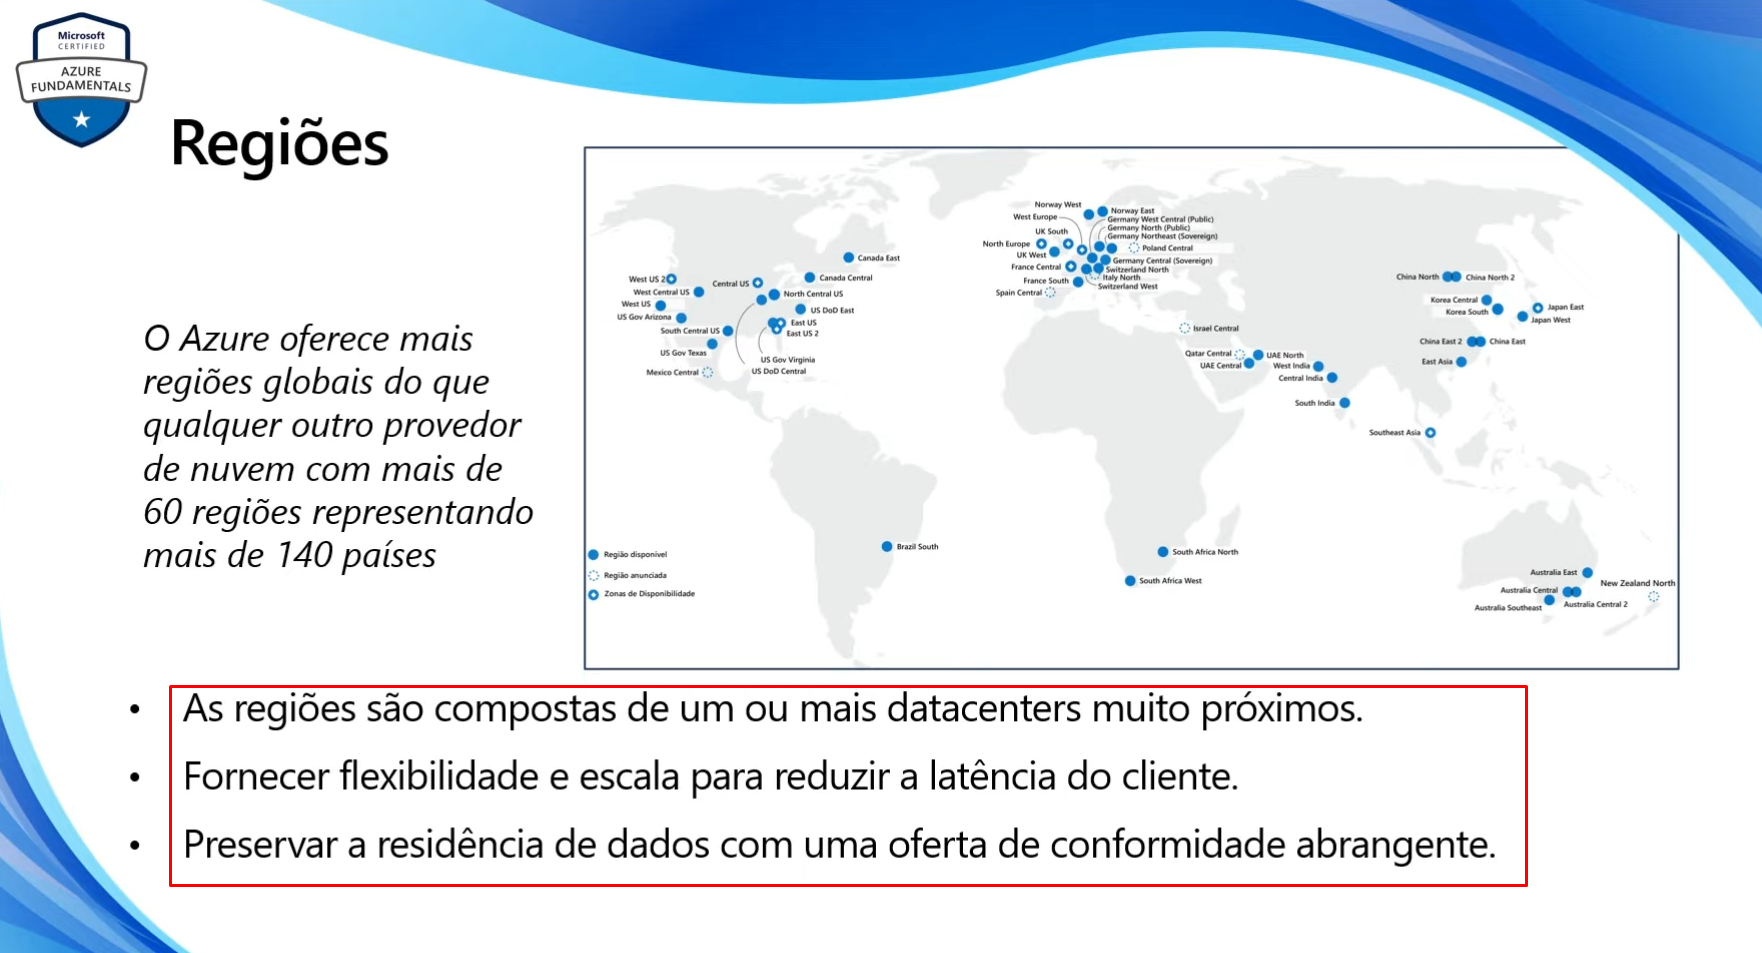 Microsoft
CERTIFIED
AZURE
FUNDAMENTALS
Regiões
O Azure oferece mais
regiões globais do que
qualquer outro provedor
de nuvem com mais de
60 regiões representando
mais de 140 países
Canada East
Canada Central
West US 2
Central US
West Central US
North Central US
West US
US DoD East
US Gov Arizona
East US
South Central US
East US 2
US Gov Texas
US Gov Virginia
Mexico Central
US DoD Central
Brazil South
Norway West
Norway East
West Europe
Germany West Central (Public)
Germany North (Public)
UK South
Germany Northeast (Sovereign)
North Europe
Poland Central
UK West
Germany Central (Sovereign)
France Central
Switzerland North
Italy North
France South
Switzerland West
Spain Central
Israel Central
Qatar Central
UAE North
UAE Central
West India
Central India
South India
China North
China North 2
Korea Central
Korea South
Japan East
Japan West
China East 2
China East
East Asia
Southeast Asia
South Africa North
South Africa West
Australia East
New Zealand North
Australia Central
Australia Southeast
Australia Central 2
Região disponível
Região anunciada
Zonas de Disponibilidade
• As regiões são compostas de um ou mais datacenters muito próximos.
• Fornecer flexibilidade e escala para reduzir a latência do cliente.
• Preservar a residência de dados com uma oferta de conformidade abrangente.